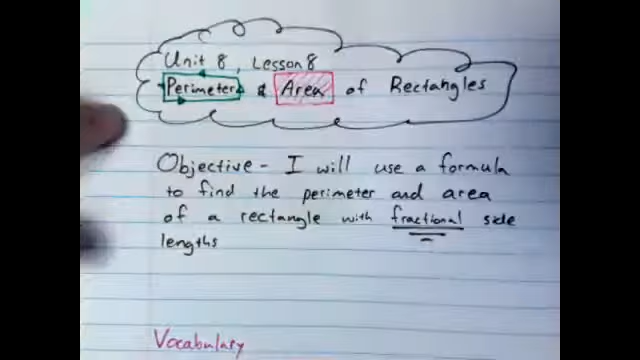 Unit 8, Lesson 8
Perimeter & Area of Rectangles
Objective - I will use a formula
to find the perimeter and area
of a rectangle with fractional side
lengths
Vocabulary